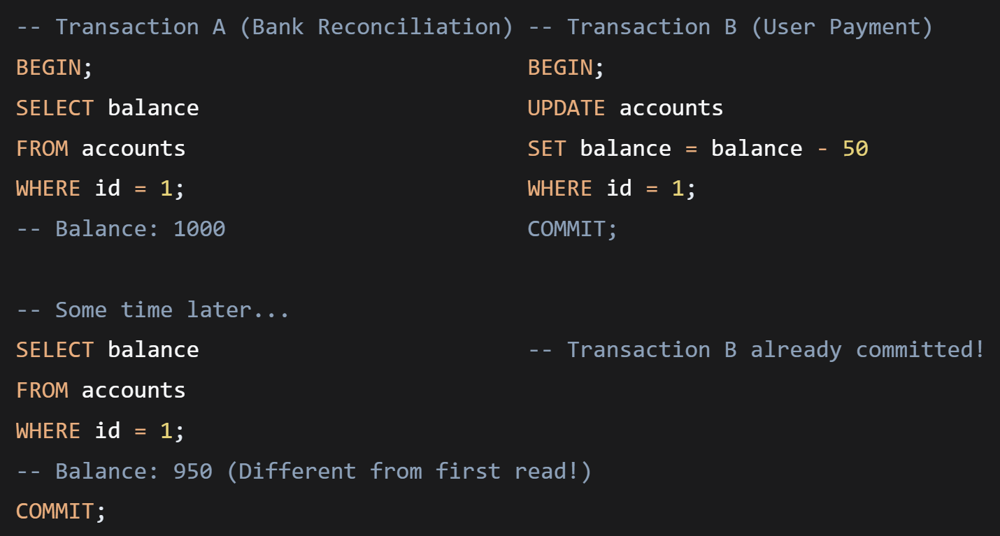 -- Transaction A (Bank Reconciliation) -- Transaction B (User Payment)
BEGIN;                                 BEGIN;
SELECT balance                         UPDATE accounts
FROM accounts                          SET balance = balance - 50
WHERE id = 1;                          WHERE id = 1;
-- Balance: 1000                       COMMIT;
-- Some time later...
SELECT balance                         -- Transaction B already committed!
FROM accounts
WHERE id = 1;
-- Balance: 950 (Different from first read!)
COMMIT;